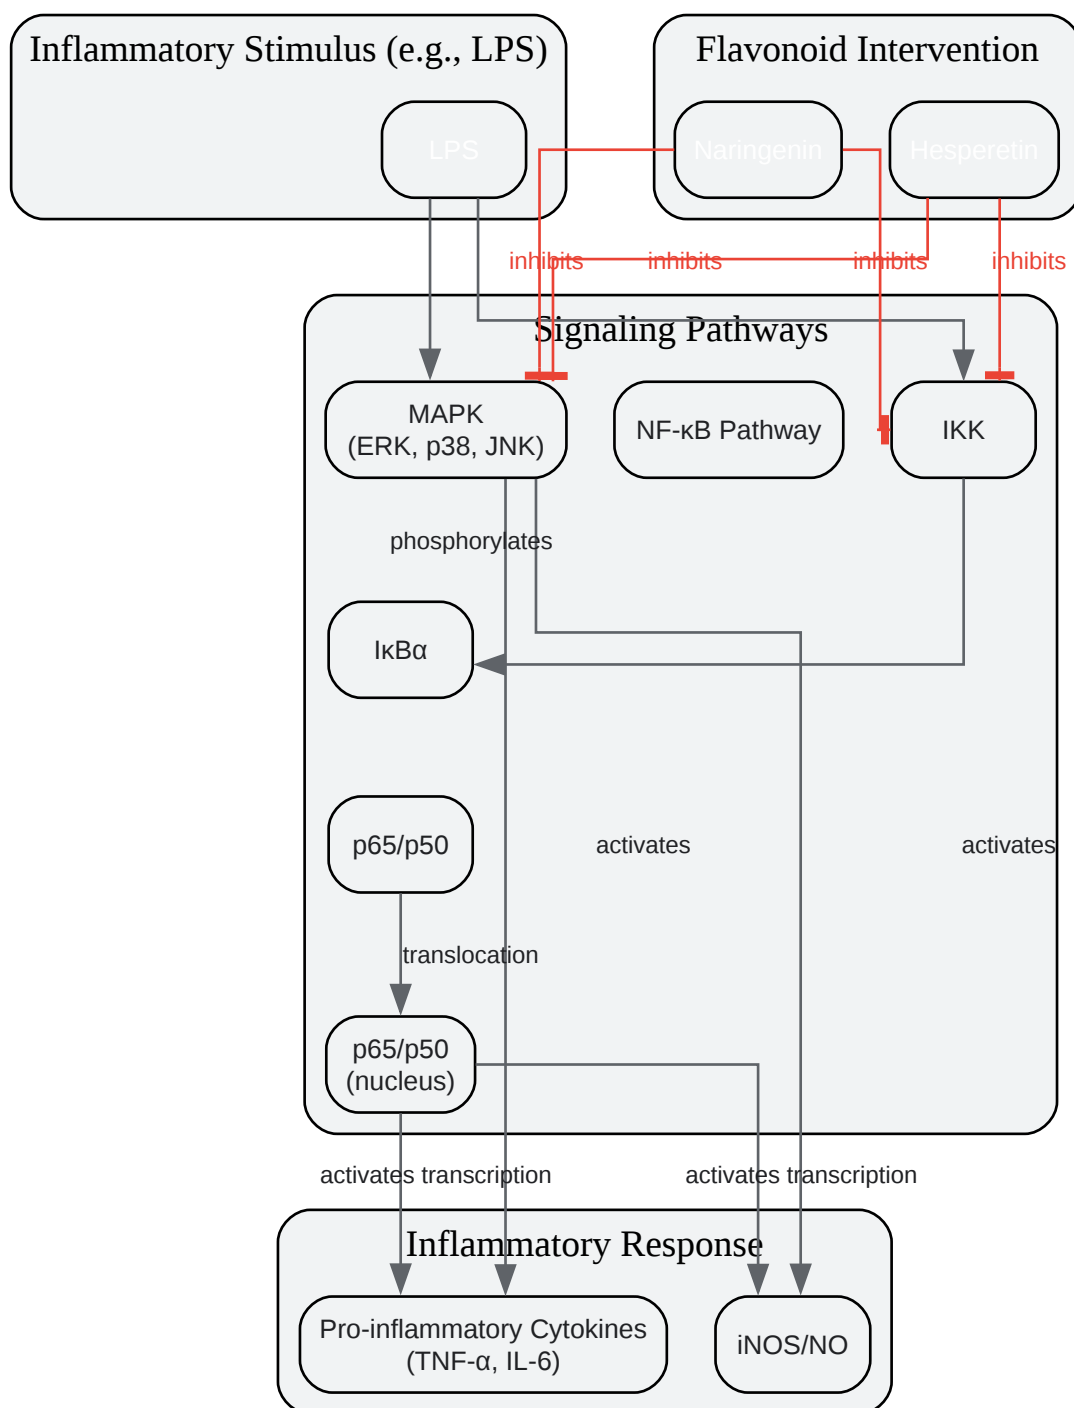 Inflammatory Stimulus (e.g., LPS)
Flavonoid Intervention
LPS
Naringenin
Hesperetin
inhibits
inhibits
inhibits
inhibits
Signaling Pathways
MAPK
(ERK, p38, JNK)
NF-κB Pathway
IKK
phosphorylates
IκBα
p65/p50
activates
activates
translocation
p65/p50
(nucleus)
activates transcription
activates transcription
Inflammatory Response
Pro-inflammatory Cytokines
(TNF-α, IL-6)
iNOS/NO